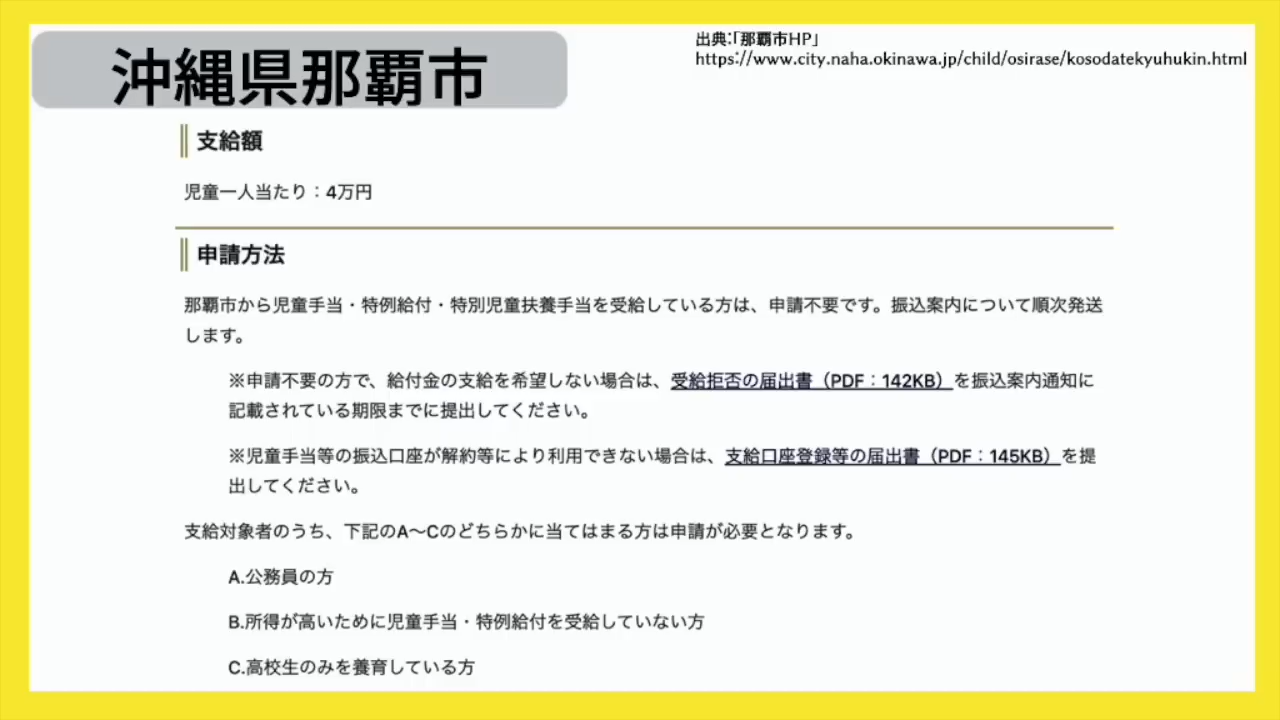 沖縄県那覇市
出典:「那覇市HP」
https://www.city.naha.okinawa.jp/child/osirase/kosodatekyuhukin.html
支給額
児童一人当たり：4万円
申請方法
那覇市から児童手当・特例給付・特別児童扶養手当を受給している方は、申請不要です。振込案内について順次発送
します。
※申請不要の方で、給付金の支給を希望しない場合は、受給拒否の届出書（PDF：142KB）を振込案内通知に
記載されている期限までに提出してください。
※児童手当等の振込口座が解約等により利用できない場合は、支給口座登録等の届出書（PDF：145KB）を提
出してください。
支給対象者のうち、下記のA～Cのどちらかに当てはまる方は申請が必要となります。
A.公務員の方
B.所得が高いために児童手当・特例給付を受給していない方
C.高校生のみを養育している方